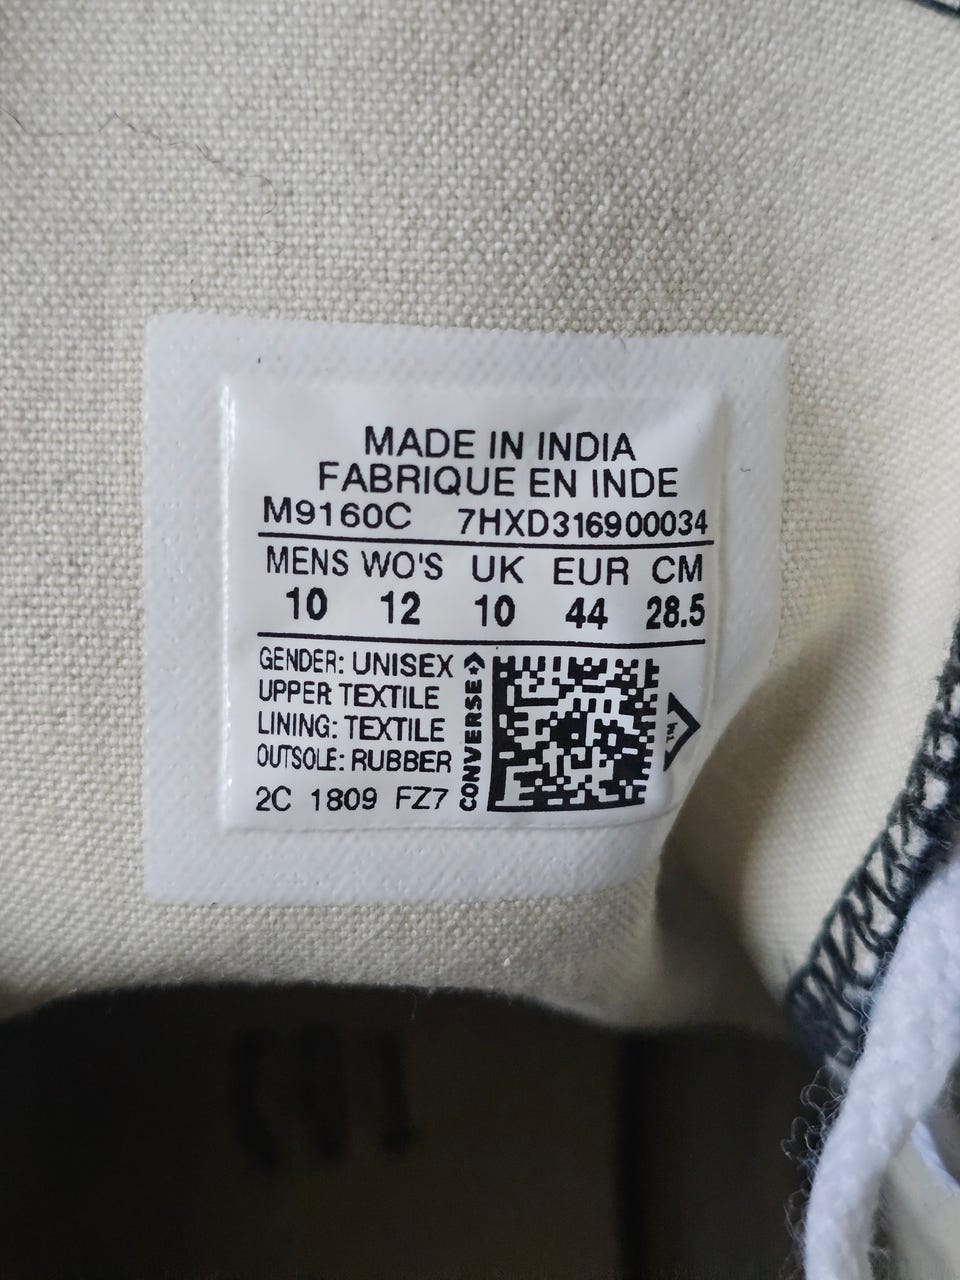 MADE IN INDIA
FABRIQUE EN INDE
M9160C 7HXD316900034
MENS WO'S UK EUR CM
10 12 10 44 28.5
GENDER: UNISEX
UPPER TEXTILE
LINING: TEXTILE
OUTSOLE: RUBBER
2C 1809 FZ7
CONVERSE
TM